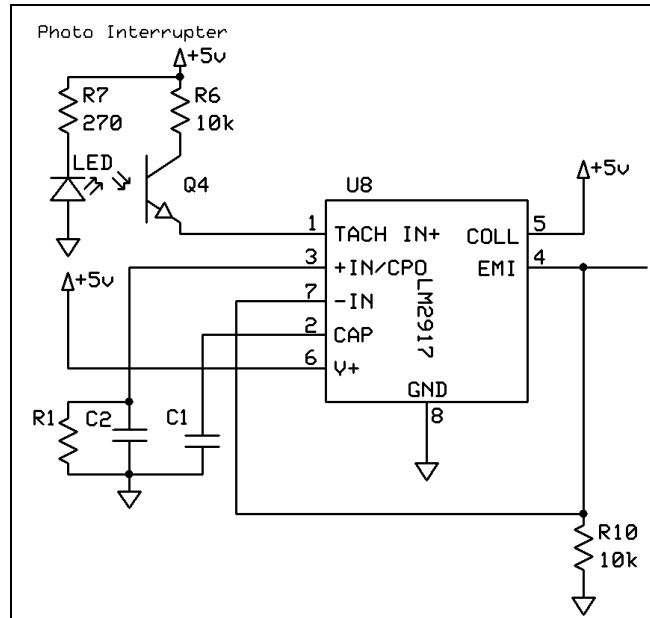 Photo Interrupter
+5v
R7
270
R6
10k
LED
Q4
U8
+5v
1
TACH IN+
COLL
5
3
+IN/CPO
EMI
4
+5v
7
-IN
LM2917
2
CAP
6
V+
GND
8
R1
C2
C1
R10
10k